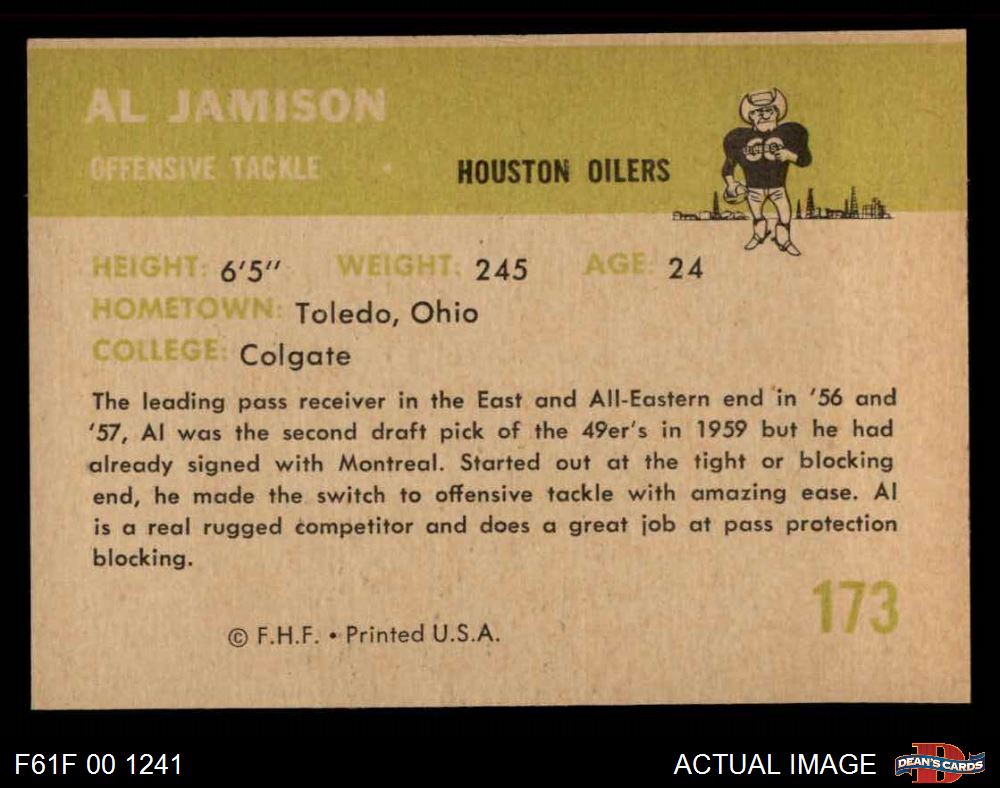 AL JAMISON
OFFENSIVE TACKLE · HOUSTON OILERS
HEIGHT: 6'5" WEIGHT: 245 AGE: 24
HOMETOWN: Toledo, Ohio
COLLEGE: Colgate
The leading pass receiver in the East and All-Eastern end in '56 and
'57, Al was the second draft pick of the 49er's in 1959 but he had
already signed with Montreal. Started out at the tight or blocking
end, he made the switch to offensive tackle with amazing ease. Al
is a real rugged competitor and does a great job at pass protection
blocking.
173
© F.H.F. • Printed U.S.A.
F61F 00 1241
ACTUAL IMAGE
DEAN'S CARDS